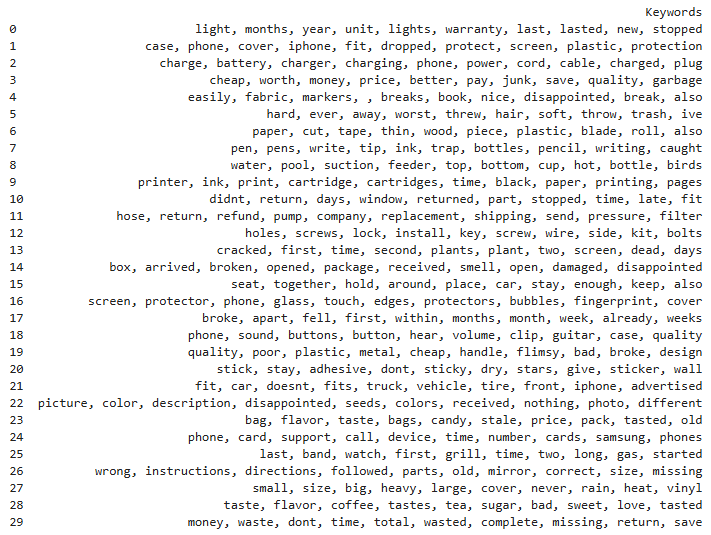 Keywords
0 light, months, year, unit, lights, warranty, last, lasted, new, stopped
1 case, phone, cover, iphone, fit, dropped, protect, screen, plastic, protection
2 charge, battery, charger, charging, phone, power, cord, cable, charged, plug
3 cheap, worth, money, price, better, pay, junk, save, quality, garbage
4 easily, fabric, markers, , breaks, book, nice, disappointed, break, also
5 hard, ever, away, worst, threw, hair, soft, throw, trash, ive
6 paper, cut, tape, thin, wood, piece, plastic, blade, roll, also
7 pen, pens, write, tip, ink, trap, bottles, pencil, writing, caught
8 water, pool, suction, feeder, top, bottom, cup, hot, bottle, birds
9 printer, ink, print, cartridge, cartridges, time, black, paper, printing, pages
10 didnt, return, days, window, returned, part, stopped, time, late, fit
11 hose, return, refund, pump, company, replacement, shipping, send, pressure, filter
12 holes, screws, lock, install, key, screw, wire, side, kit, bolts
13 cracked, first, time, second, plants, plant, two, screen, dead, days
14 box, arrived, broken, opened, package, received, smell, open, damaged, disappointed
15 seat, together, hold, around, place, car, stay, enough, keep, also
16 screen, protector, phone, glass, touch, edges, protectors, bubbles, fingerprint, cover
17 broke, apart, fell, first, within, months, month, week, already, weeks
18 phone, sound, buttons, button, hear, volume, clip, guitar, case, quality
19 quality, poor, plastic, metal, cheap, handle, flimsy, bad, broke, design
20 stick, stay, adhesive, dont, sticky, dry, stars, give, sticker, wall
21 fit, car, doesnt, fits, truck, vehicle, tire, front, iphone, advertised
22 picture, color, description, disappointed, seeds, colors, received, nothing, photo, different
23 bag, flavor, taste, bags, candy, stale, price, pack, tasted, old
24 phone, card, support, call, device, time, number, cards, samsung, phones
25 last, band, watch, first, grill, time, two, long, gas, started
26 wrong, instructions, directions, followed, parts, old, mirror, correct, size, missing
27 small, size, big, heavy, large, cover, never, rain, heat, vinyl
28 taste, flavor, coffee, tastes, tea, sugar, bad, sweet, love, tasted
29 money, waste, dont, time, total, wasted, complete, missing, return, save